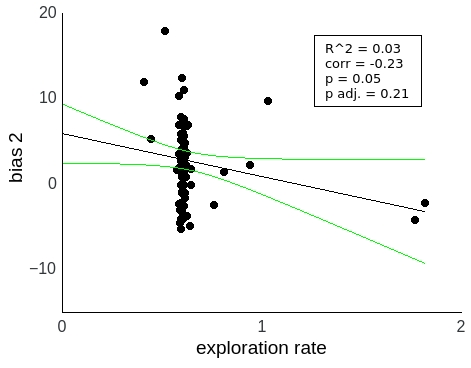 20
R^2 = 0.03
corr = -0.23
p = 0.05
p adj. = 0.21
10
bias 2
0
−10
0
1
2
exploration rate